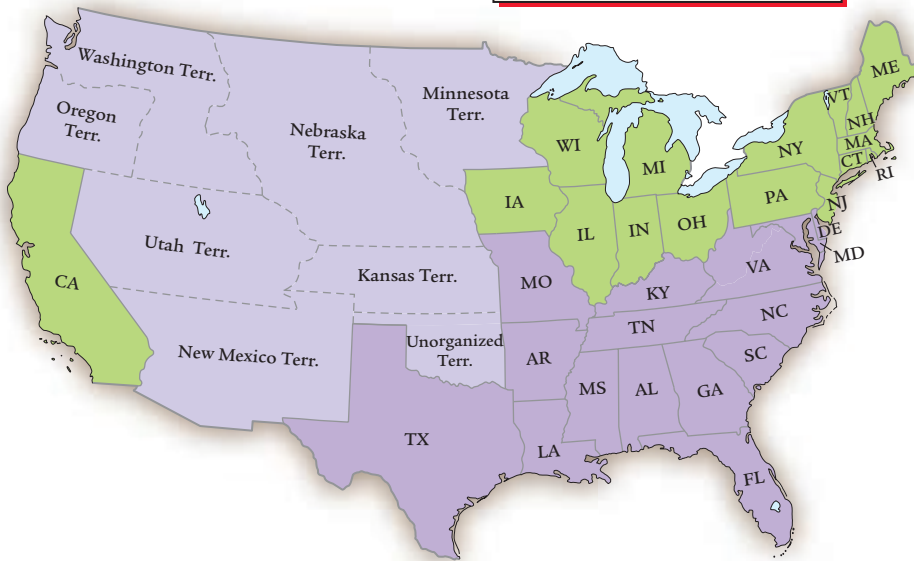 Washington Terr.
Oregon
Terr.
Nebraska
Terr.
Minnesota
Terr.
WI
MI
NY
VT
NH
ME
MA
CT
RI
CA
Utah Terr.
IA
IL
IN
OH
PA
NJ
DE
MD
Kansas Terr.
MO
KY
VA
New Mexico Terr.
Unorganized
Terr.
AR
TN
NC
SC
MS
AL
GA
TX
LA
FL